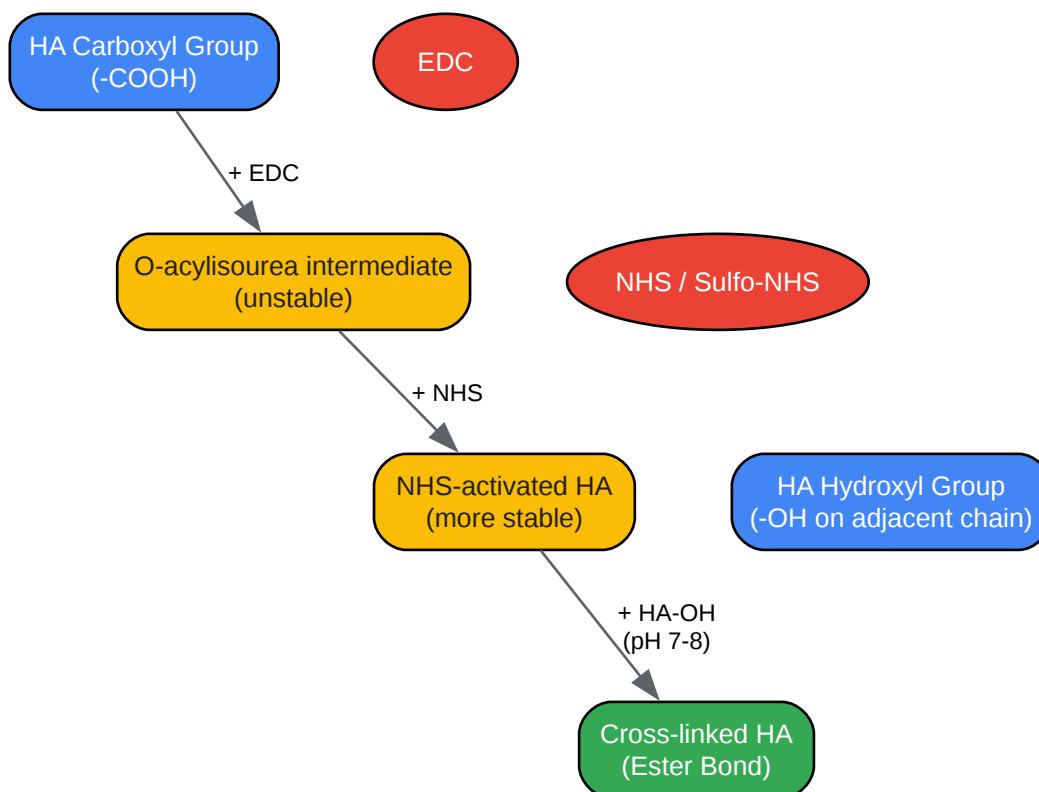 HA Carboxyl Group
(-COOH)
EDC
+ EDC
O-acylisourea intermediate
(unstable)
NHS / Sulfo-NHS
+ NHS
NHS-activated HA
(more stable)
HA Hydroxyl Group
(-OH on adjacent chain)
+ HA-OH
(pH 7-8)
Cross-linked HA
(Ester Bond)